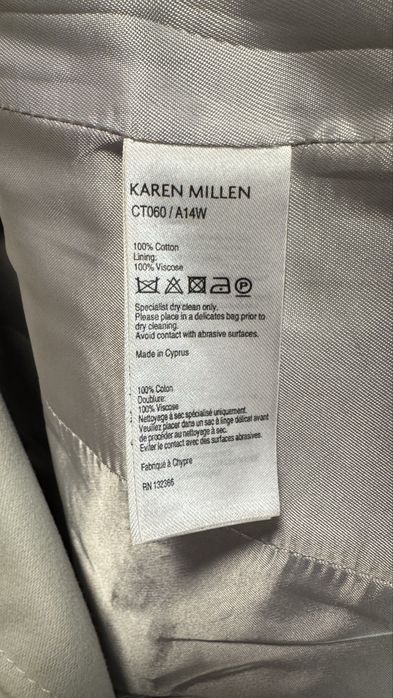 KAREN MILLEN
CT060 / A14W
100% Cotton
Lining:
100% Viscose
P
Specialist dry clean only.
Please place in a delicates bag prior to
dry cleaning.
Avoid contact with abrasive surfaces.
Made in Cyprus
100% Coton
Doublure:
100% Viscose
Nettoyage à sec spécialisé uniquement.
Veuillez placer dans un sac à linge délicat avant
de procéder au nettoyage à sec.
Eviter le contact avec des surfaces abrasives.
Fabriqué à Chypre
RN 132366